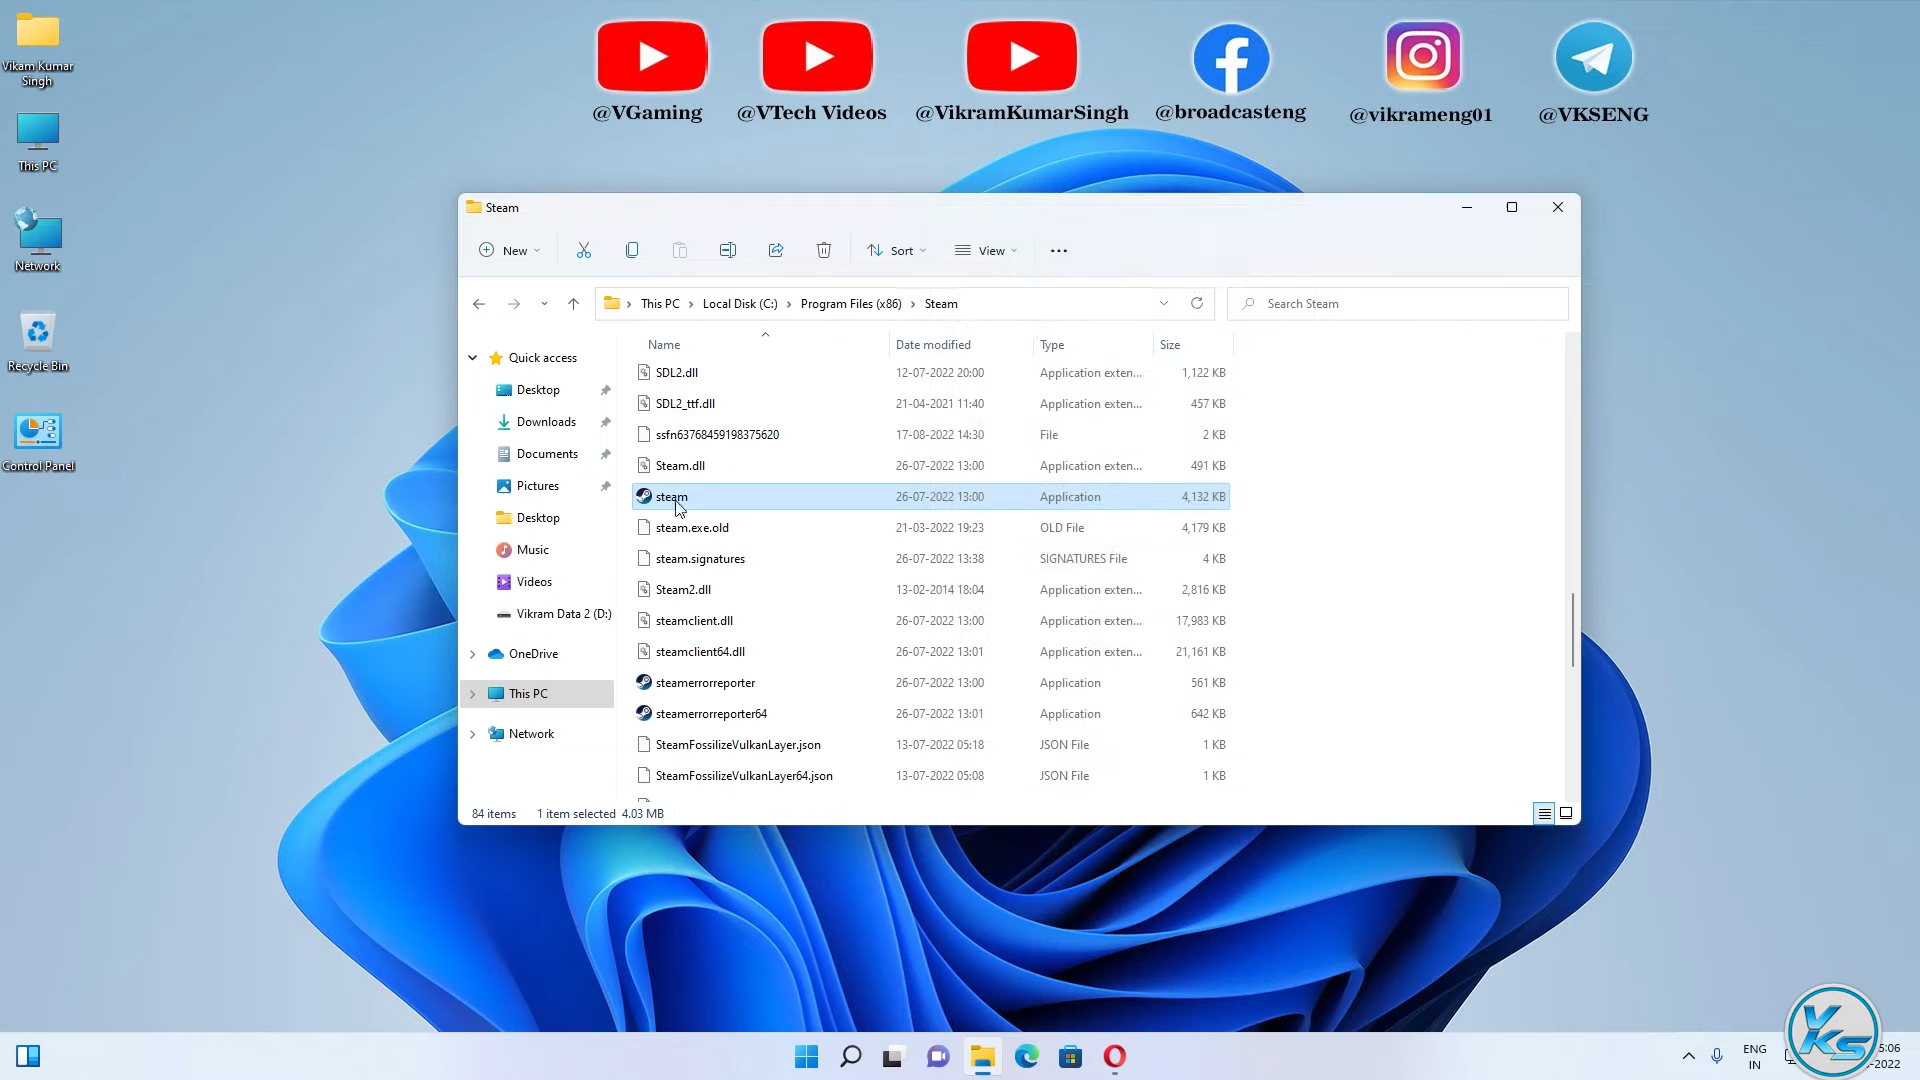 Vikam Kumar
Singh
This PC
Network
Recycle Bin
Control Panel
@VGaming
@VTech Videos
@VikramKumarSingh
@broadcasteng
@vikrameng01
@VKSENG
Steam
New
Sort
View
This PC
Local Disk (C:)
Program Files (x86)
Steam
Search Steam
Quick access
Desktop
Downloads
Documents
Pictures
Desktop
Music
Videos
Vikram Data 2 (D:)
OneDrive
This PC
Network
Name Date modified Type Size
SDL2.dll 12-07-2022 20:00 Application exten... 1,122 KB
SDL2_ttf.dll 21-04-2021 11:40 Application exten... 457 KB
ssfn63768459198375620 17-08-2022 14:30 File 2 KB
Steam.dll 26-07-2022 13:00 Application exten... 491 KB
steam 26-07-2022 13:00 Application 4,132 KB
steam.exe.old 21-03-2022 19:23 OLD File 4,179 KB
steam.signatures 26-07-2022 13:38 SIGNATURES File 4 KB
Steam2.dll 13-02-2014 18:04 Application exten... 2,816 KB
steamclient.dll 26-07-2022 13:00 Application exten... 17,983 KB
steamclient64.dll 26-07-2022 13:01 Application exten... 21,161 KB
steamerrorreporter 26-07-2022 13:00 Application 561 KB
steamerrorreporter64 26-07-2022 13:01 Application 642 KB
SteamFossilizeVulkanLayer.json 13-07-2022 05:18 JSON File 1 KB
SteamFossilizeVulkanLayer64.json 13-07-2022 05:08 JSON File 1 KB
84 items 1 item selected 4.03 MB
ENG
IN
5:06
-2022
VKS